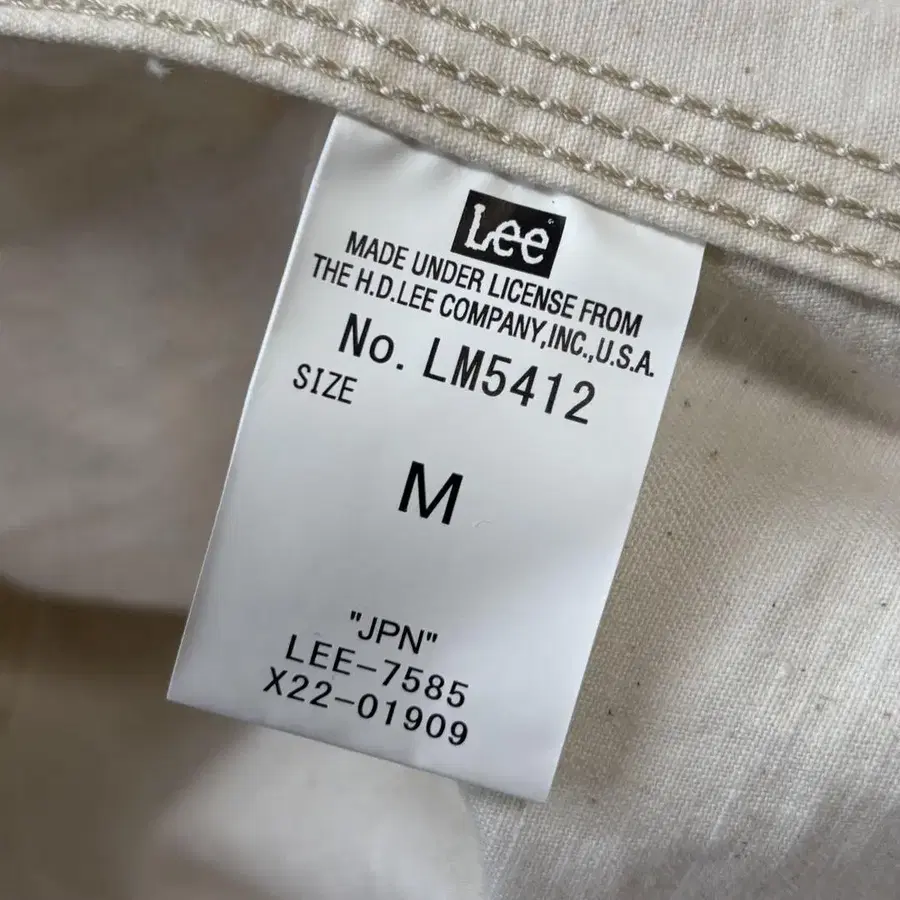 Lee
MADE UNDER LICENSE FROM
THE H.D.LEE COMPANY,INC.,U.S.A.
No. LM5412
SIZE
M
"JPN"
LEE-7585
X22-01909